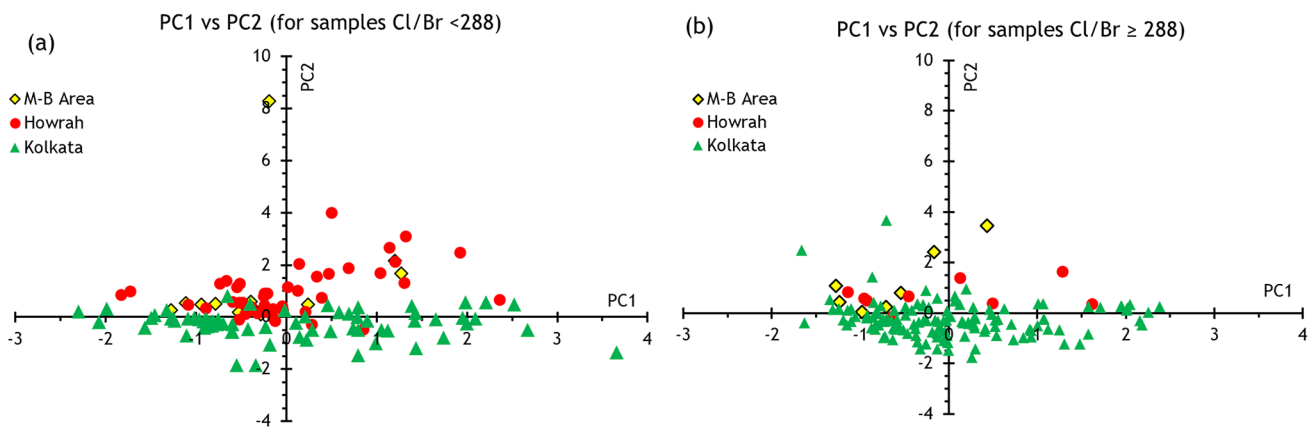 PC1 vs PC2 (for samples Cl/Br <288)
(a)
10
PC2
8
6
4
2
0
-2
-4
-3
-2
-1
0
1
2
3
4
PC1
M-B Area
Howrah
Kolkata
PC1 vs PC2 (for samples Cl/Br ≥ 288)
(b)
10
PC2
8
6
4
2
0
-2
-4
-3
-2
-1
0
1
2
3
4
PC1
M-B Area
Howrah
Kolkata